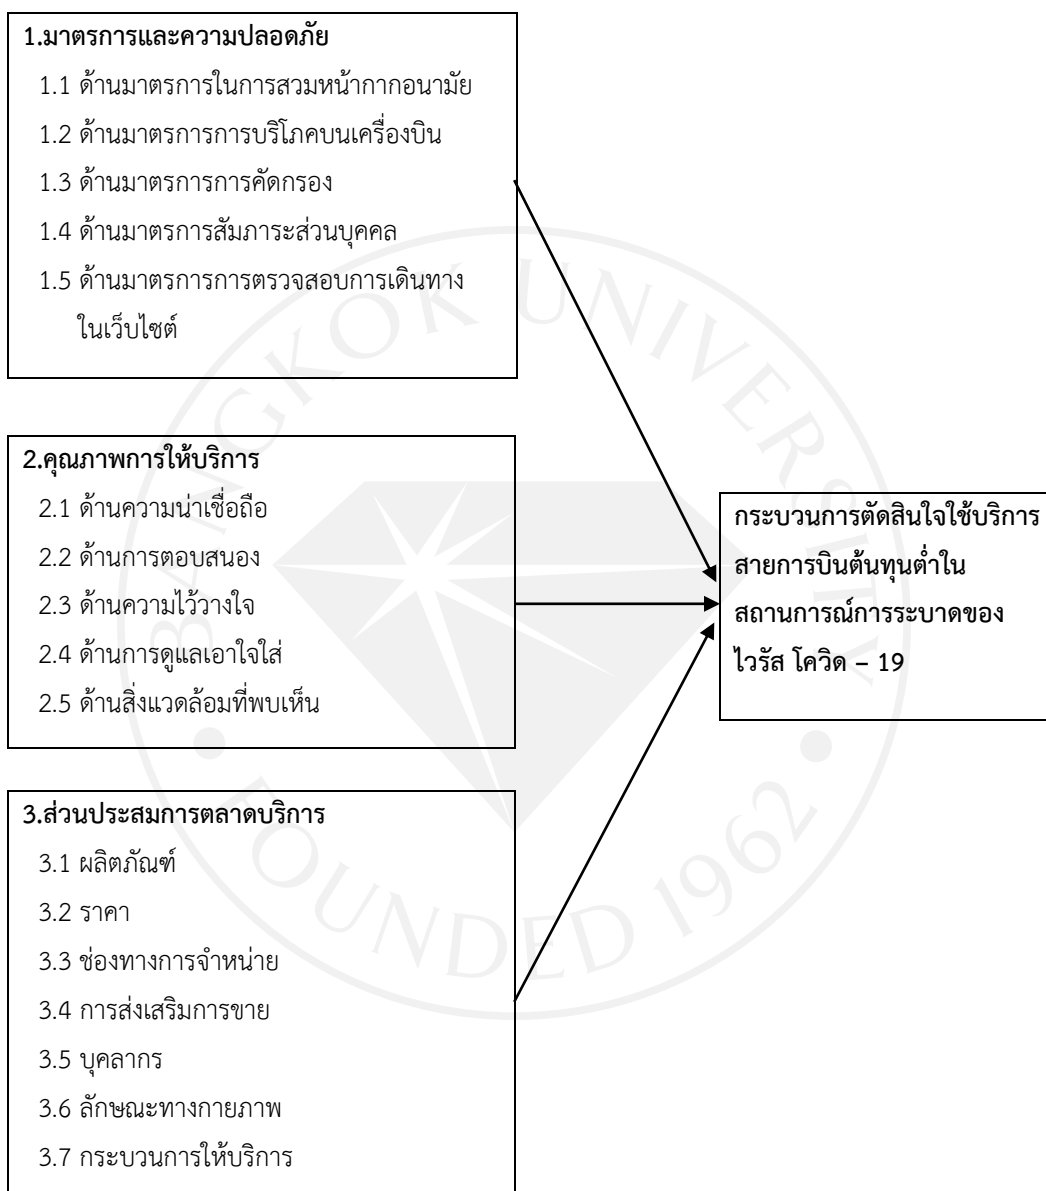 1.มาตรการและความปลอดภัย
1.1 ด้านมาตรการในการสวมหน้ากากอนามัย
1.2 ด้านมาตรการการบริโภคบนเครื่องบิน
1.3 ด้านมาตรการการคัดกรอง
1.4 ด้านมาตรการสัมภาระส่วนบุคคล
1.5 ด้านมาตรการการตรวจสอบการเดินทาง
ในเว็บไซต์
2.คุณภาพการให้บริการ
2.1 ด้านความน่าเชื่อถือ
2.2 ด้านการตอบสนอง
2.3 ด้านความไว้วางใจ
2.4 ด้านการดูแลเอาใจใส่
2.5 ด้านสิ่งแวดล้อมที่พบเห็น
3.ส่วนประสมการตลาดบริการ
3.1 ผลิตภัณฑ์
3.2 ราคา
3.3 ช่องทางการจำหน่าย
3.4 การส่งเสริมการขาย
3.5 บุคลากร
3.6 ลักษณะทางกายภาพ
3.7 กระบวนการให้บริการ
กระบวนการตัดสินใจใช้บริการ
สายการบินต้นทุนต่ำใน
สถานการณ์การระบาดของ
ไวรัส โควิด – 19
BANGKOK UNIVERSITY
FOUNDED 1962